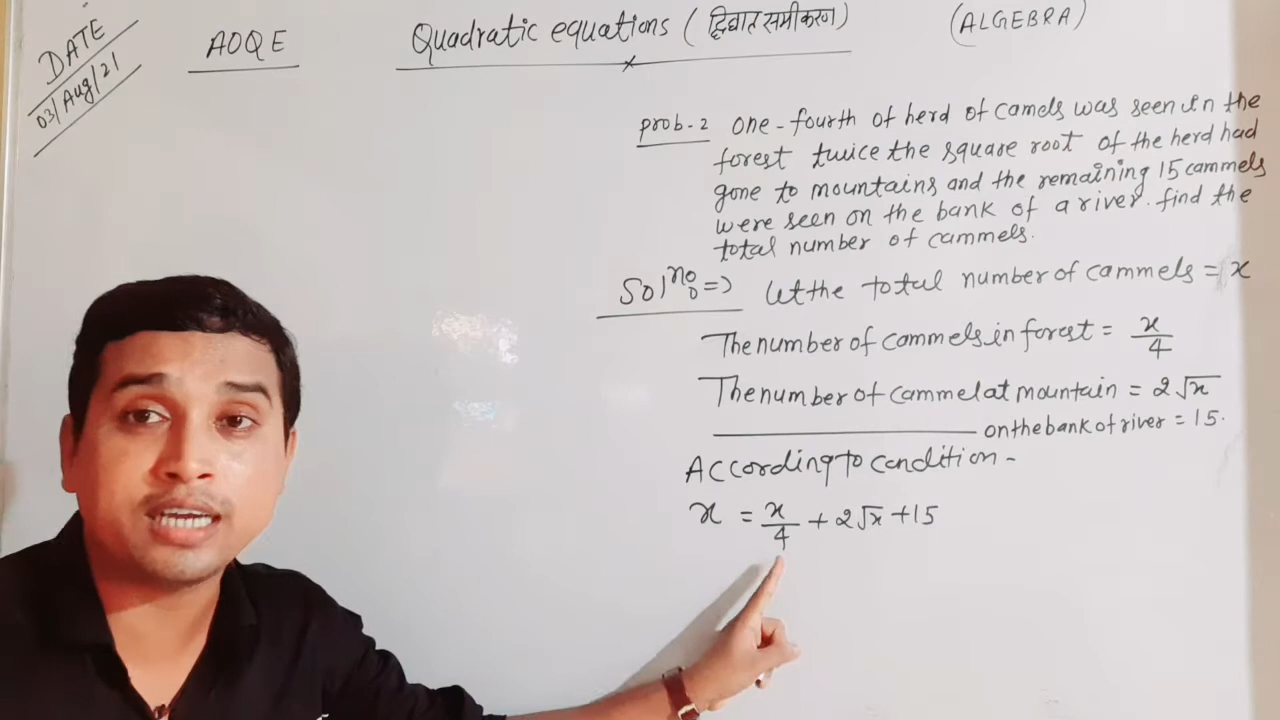 DATE
03/Aug/21
AOQE
Quadratic equations (द्विघात समीकरण)
(ALGEBRA)
prob-2 one-fourth of herd of camels was seen in the
forest twice the square root of the herd had
gone to mountains and the remaining 15 cammels
were seen on the bank of a river. find the
total number of cammels.
Solno => let the total number of cammels = x
The number of cammels in forest = x/4
The number of cammel at mountain = 2√x
on the bank of river = 15.
According to condition -
x = x/4 + 2√x + 15